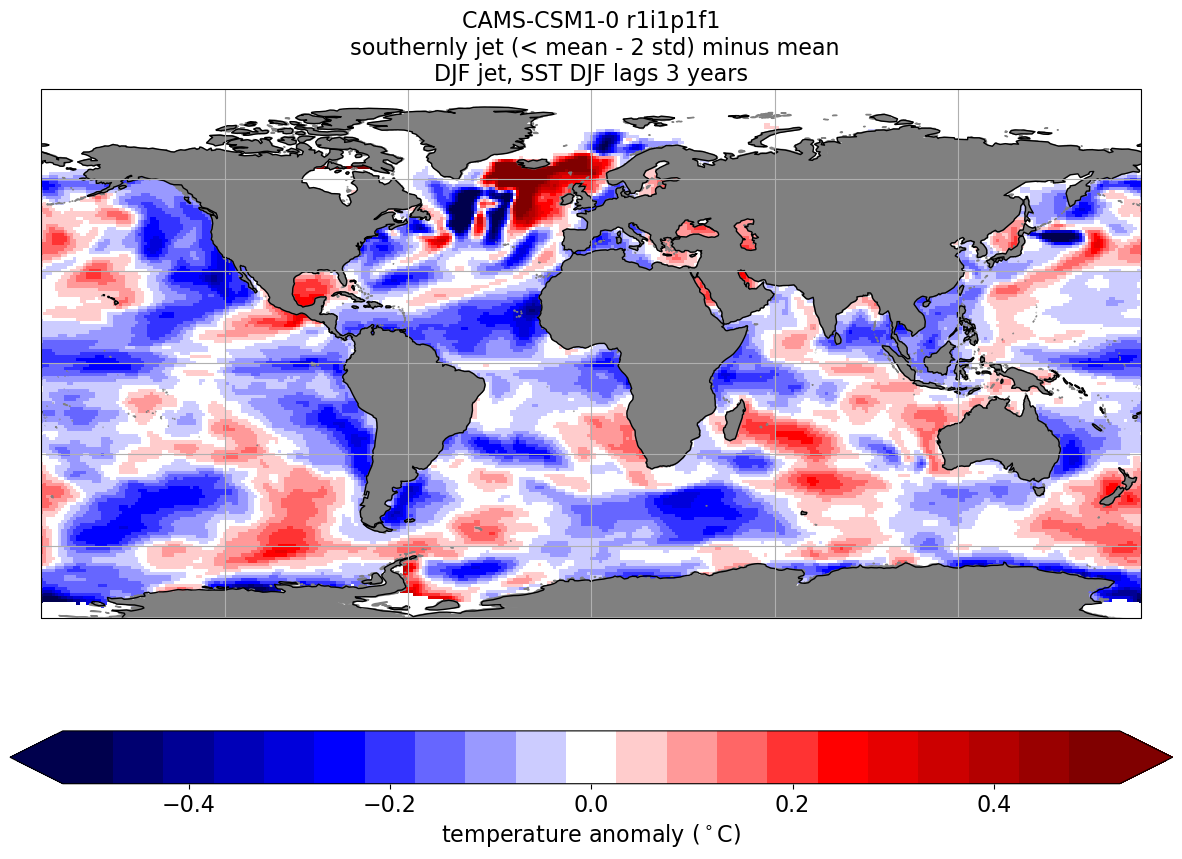 CAMS-CSM1-0 r1i1p1f1
southernly jet (< mean - 2 std) minus mean
DJF jet, SST DJF lags 3 years
−0.4 −0.2 0.0 0.2 0.4
temperature anomaly (°C)